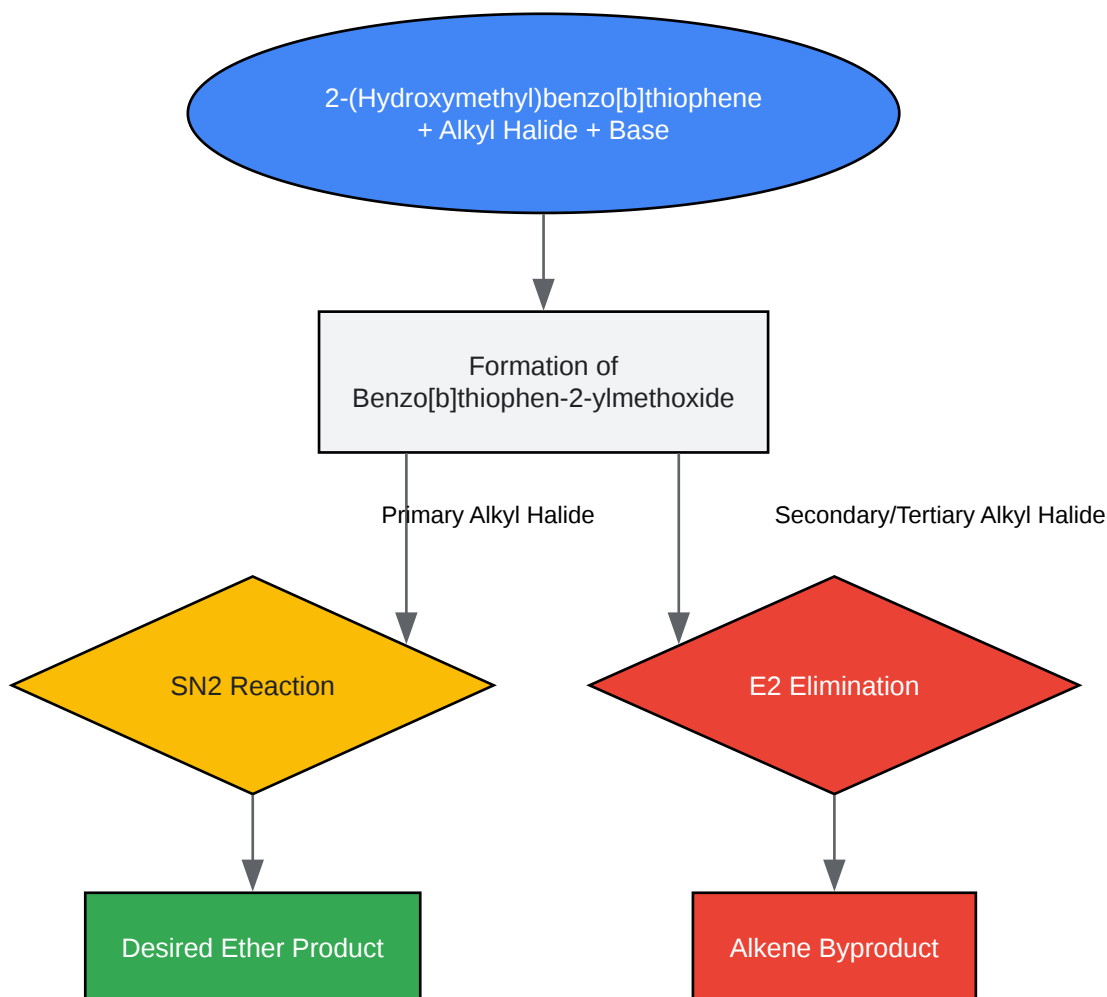 2-(Hydroxymethyl)benzo[b]thiophene
+ Alkyl Halide + Base
Formation of
Benzo[b]thiophen-2-ylmethoxide
Primary Alkyl Halide
Secondary/Tertiary Alkyl Halide
SN2 Reaction
E2 Elimination
Desired Ether Product
Alkene Byproduct